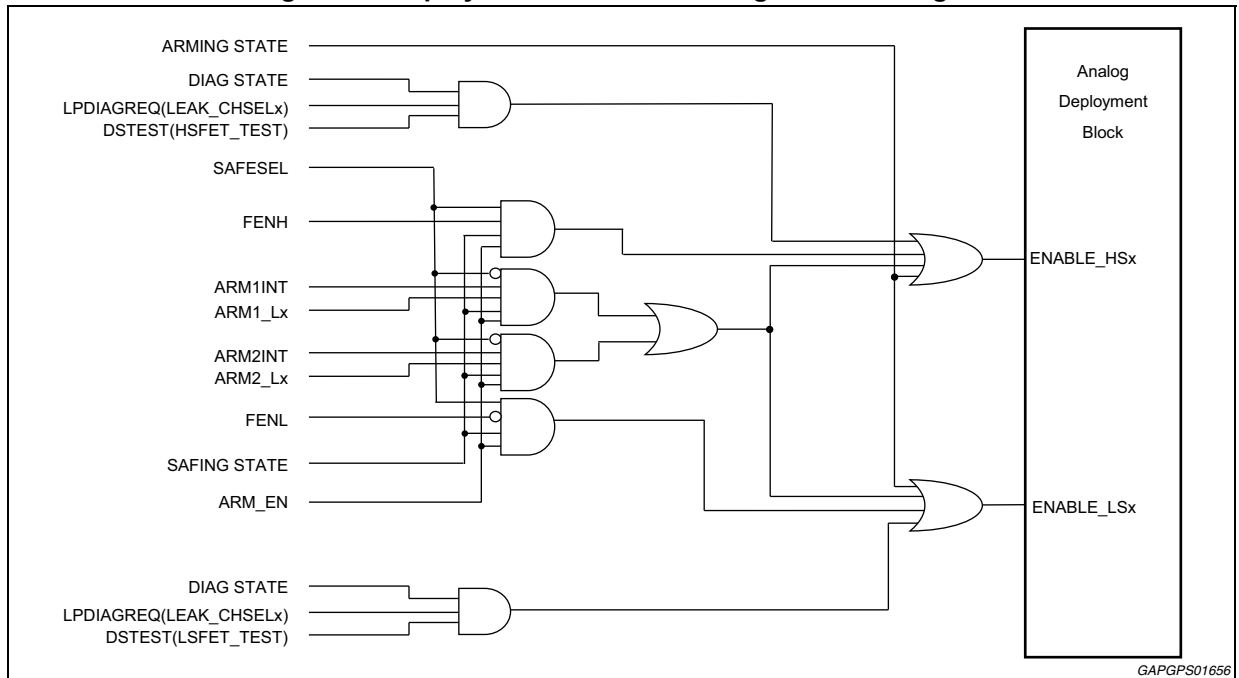 ARMING STATE
DIAG STATE
LPDIAGREQ(LEAK_CHSELx)
DSTEST(HSFET_TEST)
SAFESEL
FENH
ARM1INT
ARM1_Lx
ARM2INT
ARM2_Lx
FENL
SAFING STATE
ARM_EN
DIAG STATE
LPDIAGREQ(LEAK_CHSELx)
DSTEST(LSFET_TEST)
Analog
Deployment
Block
ENABLE_HSx
ENABLE_LSx
GAPGPS01656